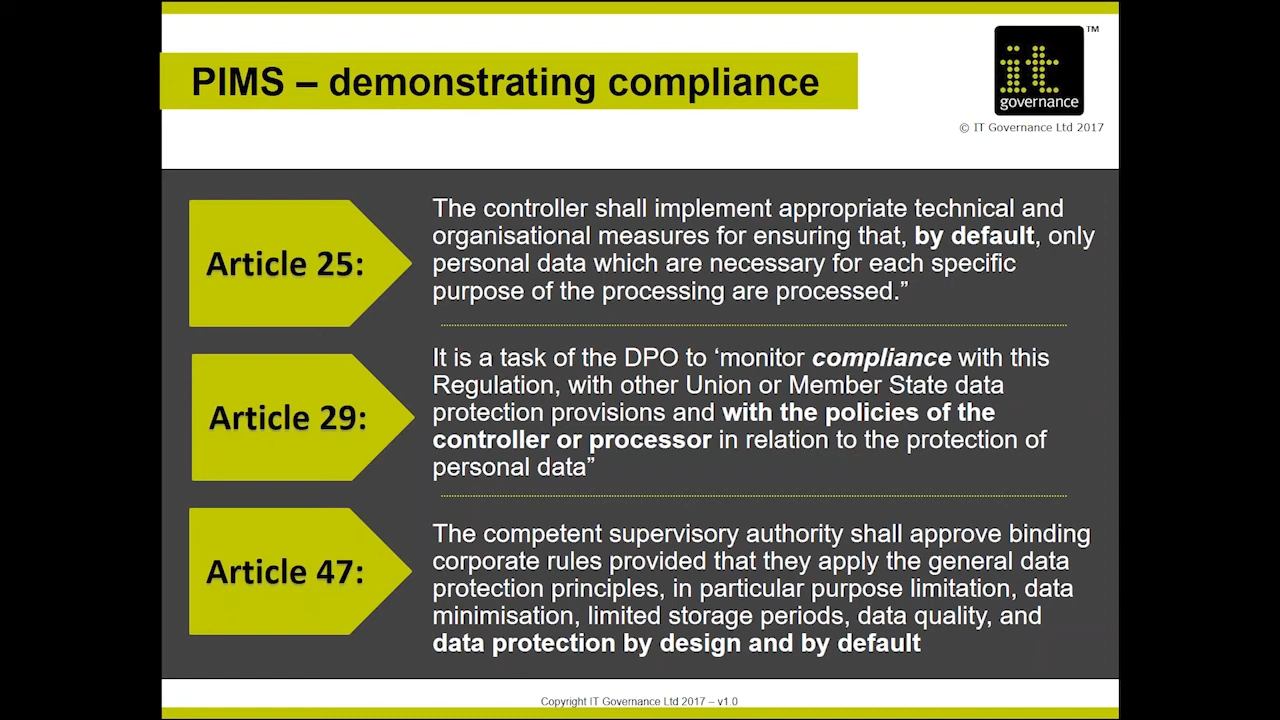 PIMS – demonstrating compliance
it
governance
™
© IT Governance Ltd 2017
Article 25:
The controller shall implement appropriate technical and
organisational measures for ensuring that, by default, only
personal data which are necessary for each specific
purpose of the processing are processed.”
Article 29:
It is a task of the DPO to ‘monitor compliance with this
Regulation, with other Union or Member State data
protection provisions and with the policies of the
controller or processor in relation to the protection of
personal data”
Article 47:
The competent supervisory authority shall approve binding
corporate rules provided that they apply the general data
protection principles, in particular purpose limitation, data
minimisation, limited storage periods, data quality, and
data protection by design and by default
Copyright IT Governance Ltd 2017 – v1.0